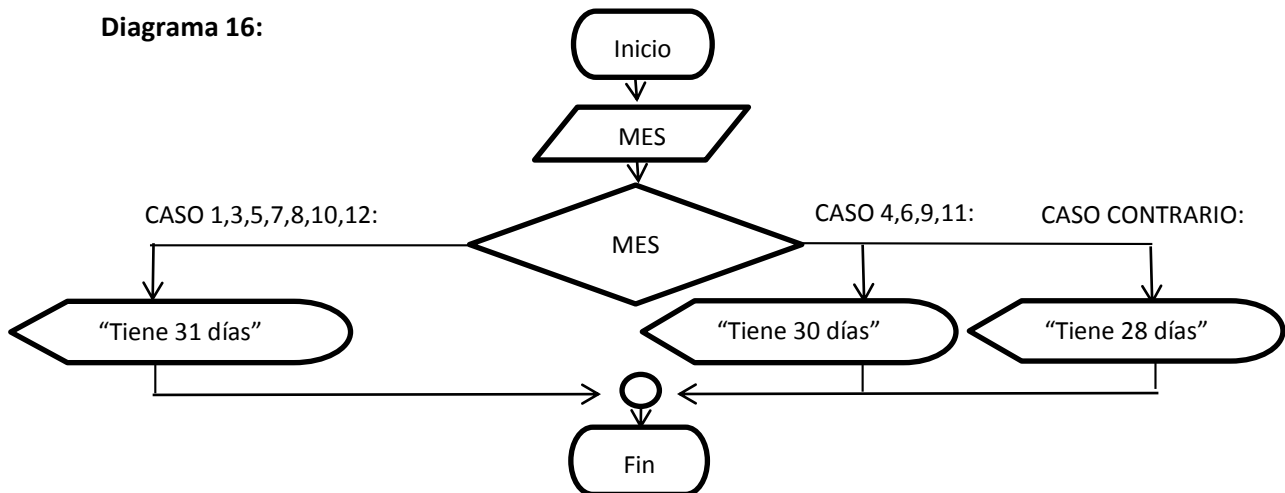 Diagrama 16:
Inicio
MES
CASO 1,3,5,7,8,10,12:
MES
CASO 4,6,9,11:
CASO CONTRARIO:
“Tiene 31 días”
“Tiene 30 días”
“Tiene 28 días”
Fin